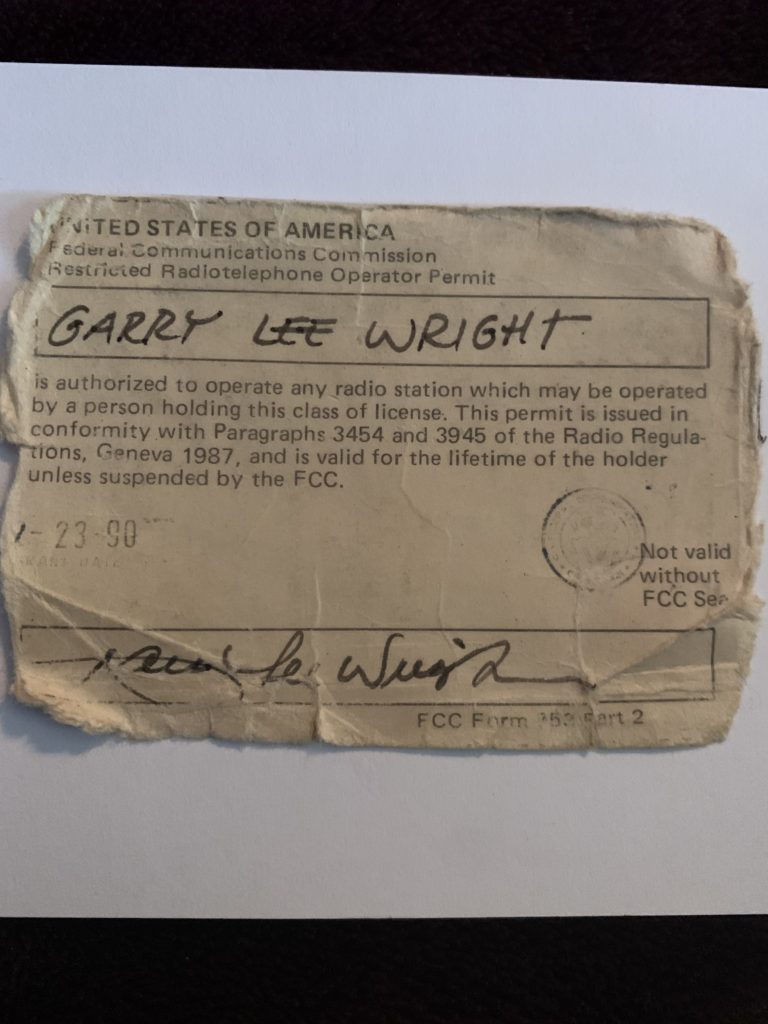 UNITED STATES OF AMERICA
Federal Communications Commission
Restricted Radiotelephone Operator Permit
GARRY LEE WRIGHT
is authorized to operate any radio station which may be operated
by a person holding this class of license. This permit is issued in
conformity with Paragraphs 3454 and 3945 of the Radio Regula-
tions, Geneva 1987, and is valid for the lifetime of the holder
unless suspended by the FCC.
- 23-90
Not valid
without
FCC Sea
Lee Wright
FCC Form 753 Part 2